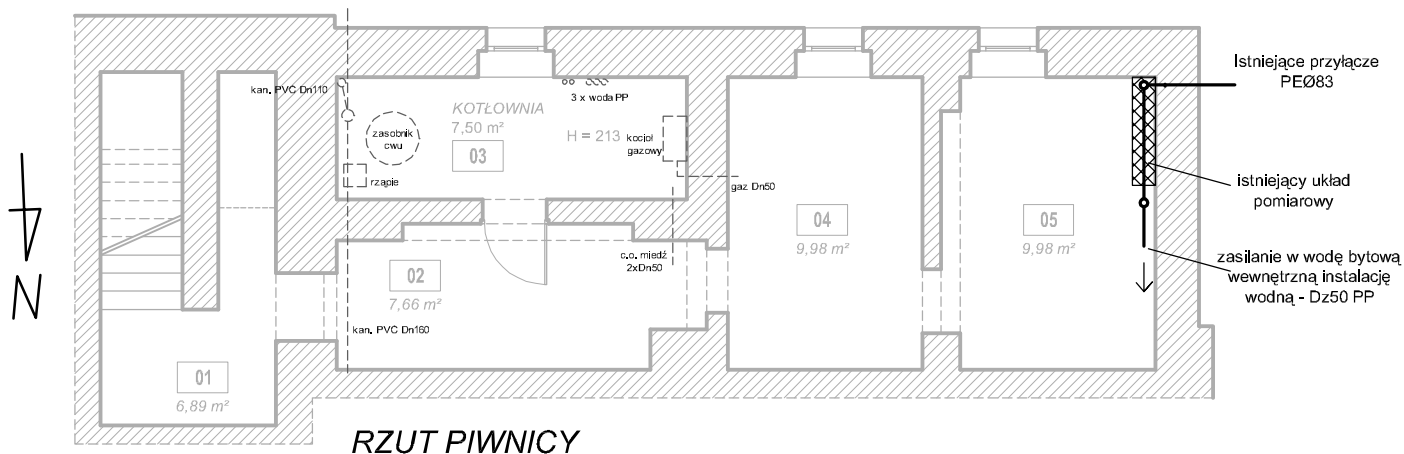 Istniejące przyłącze
PEØ83
kan. PVC Dn110
KOTŁOWNIA
7,50 m²
3 x woda PP
zasobnik
cwu
H = 213
kocioł
gazowy
03
rząpie
gaz Dn50
istniejący układ
pomiarowy
04
9,98 m²
05
9,98 m²
02
7,66 m²
c.o. miedź
2xDn50
zasilanie w wodę bytową
wewnętrzną instalację
wodną - Dz50 PP
N
kan. PVC Dn160
01
6,89 m²
RZUT PIWNICY